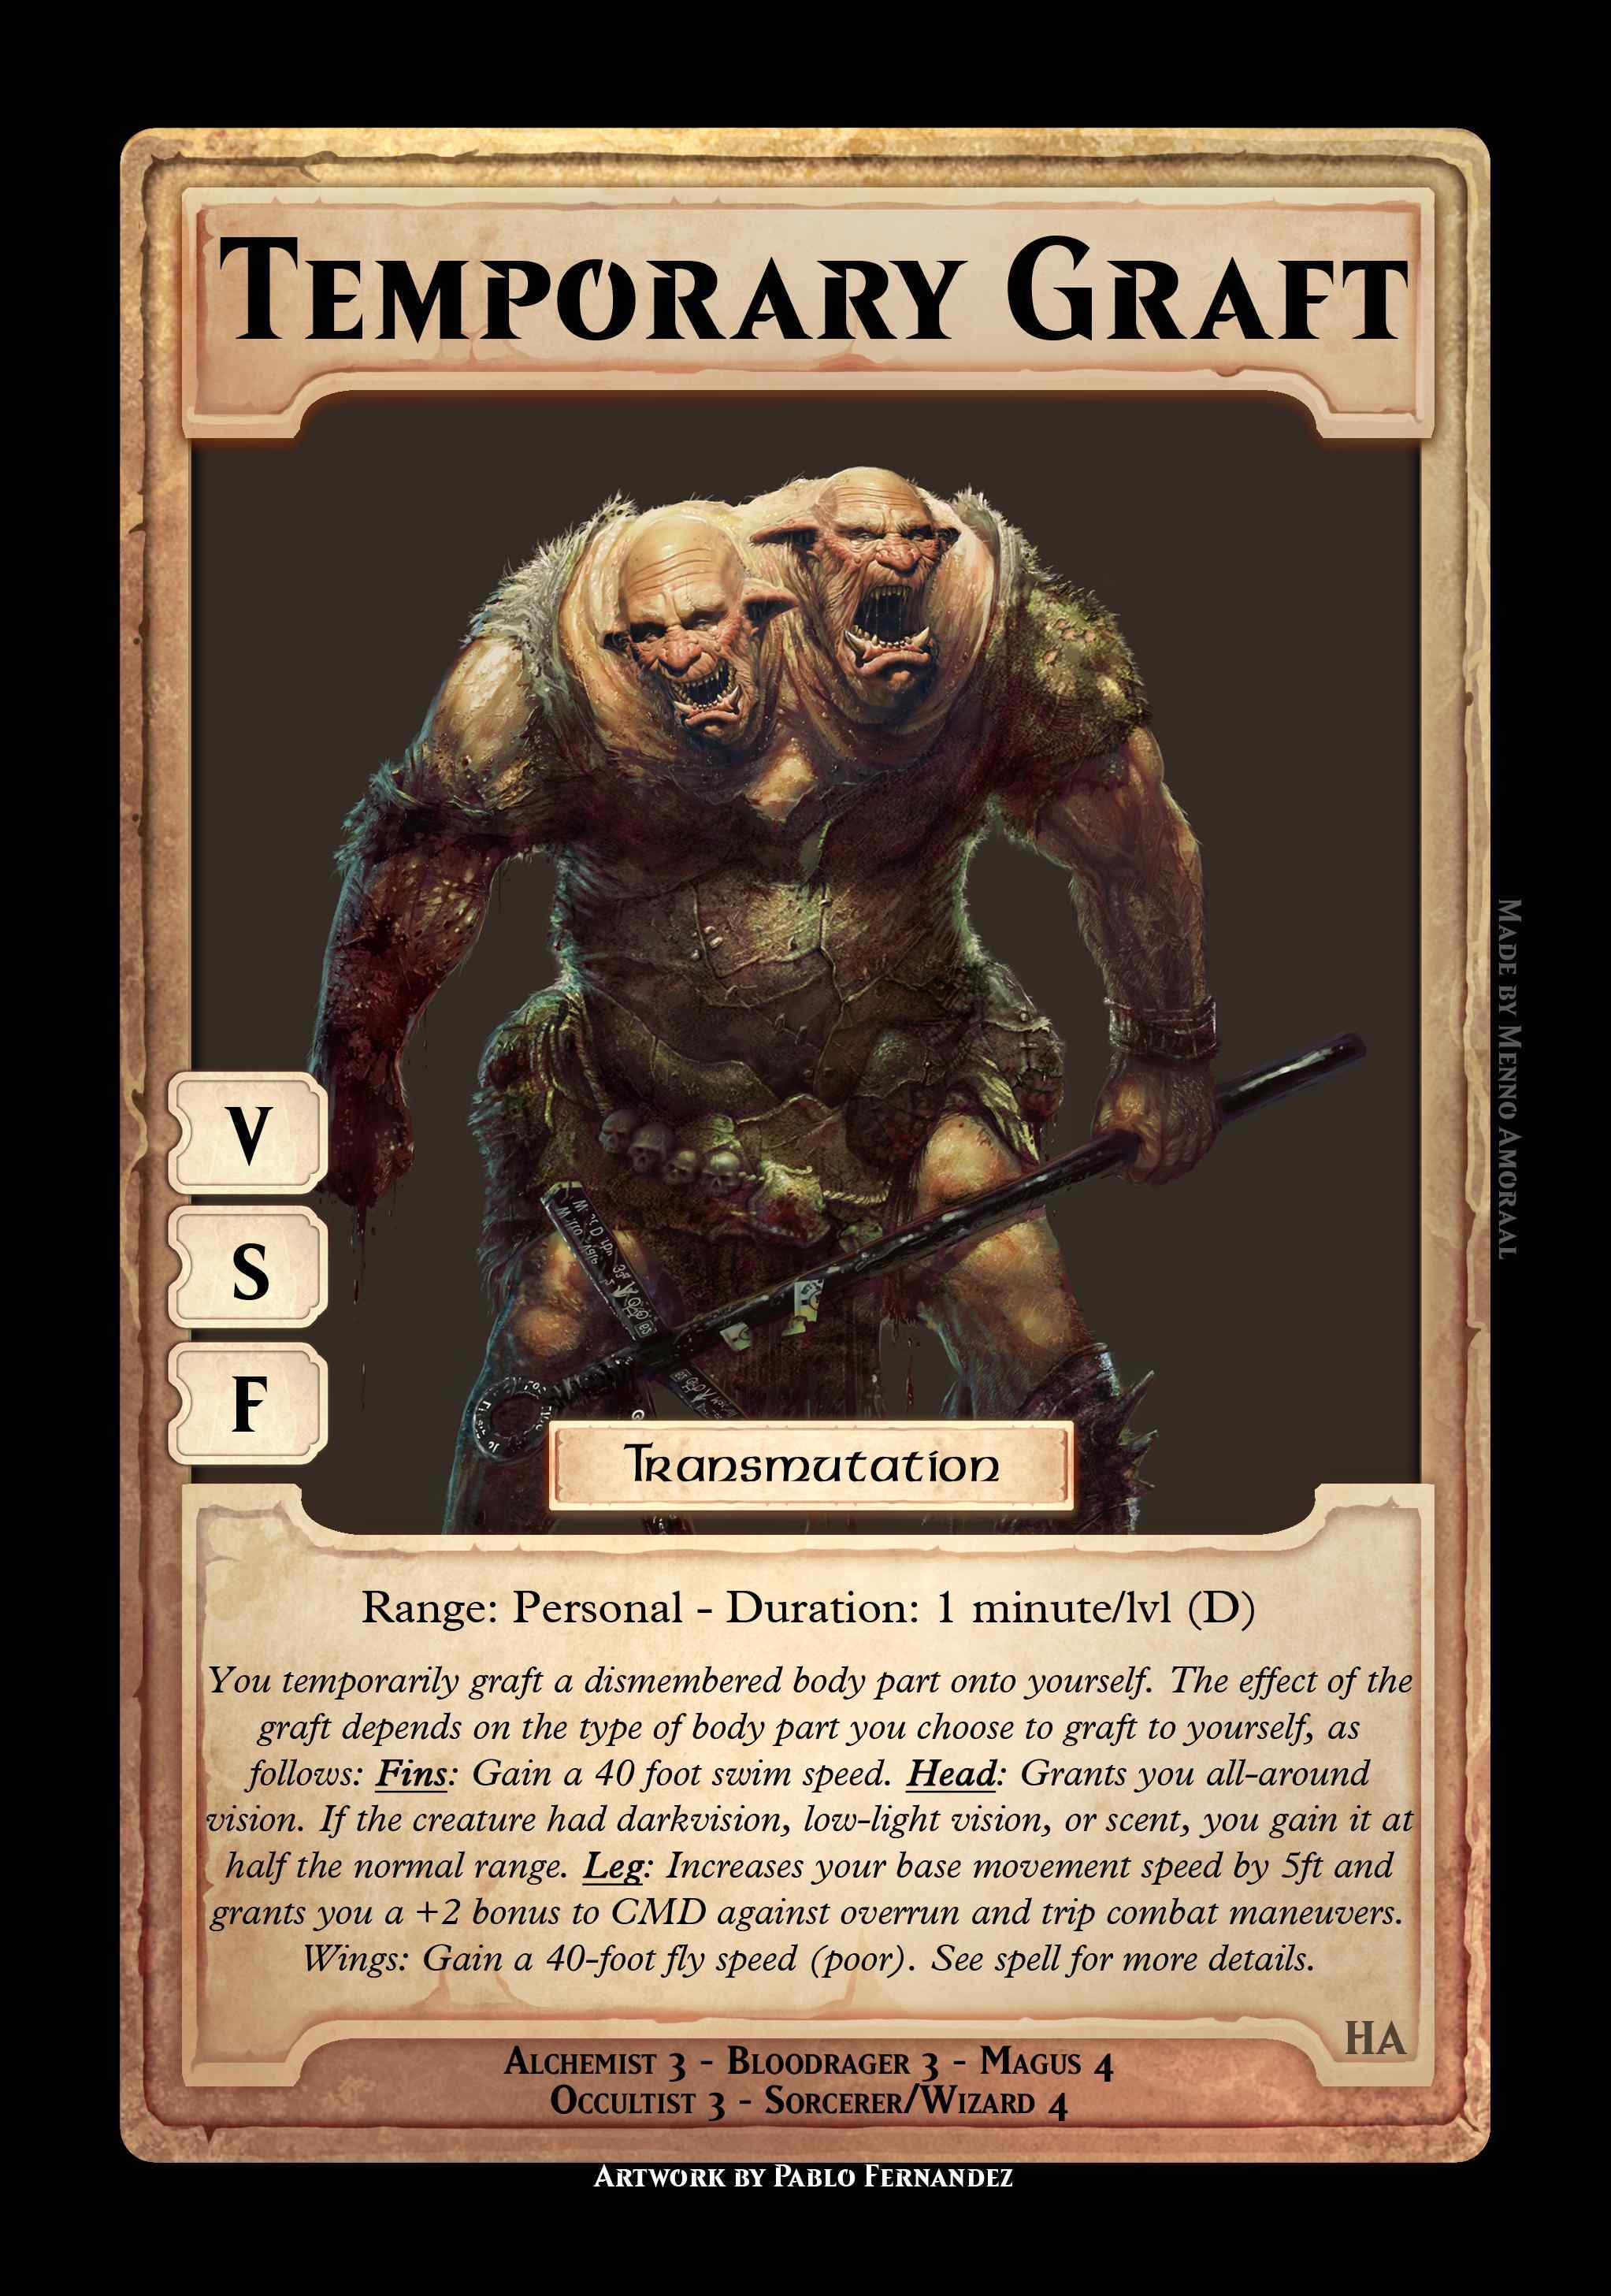 Temporary Graft
V
S
F
Transmutation
Range: Personal - Duration: 1 minute/lvl (D)
You temporarily graft a dismembered body part onto yourself. The effect of the
graft depends on the type of body part you choose to graft to yourself, as
follows: Fins: Gain a 40 foot swim speed. Head: Grants you all-around
vision. If the creature had darkvision, low-light vision, or scent, you gain it at
half the normal range. Leg: Increases your base movement speed by 5ft and
grants you a +2 bonus to CMD against overrun and trip combat maneuvers.
Wings: Gain a 40-foot fly speed (poor). See spell for more details.
HA
Alchemist 3 - Bloodrager 3 - Magus 4
Occultist 3 - Sorcerer/Wizard 4
Artwork by Pablo Fernandez
Made by Menno Amoraal